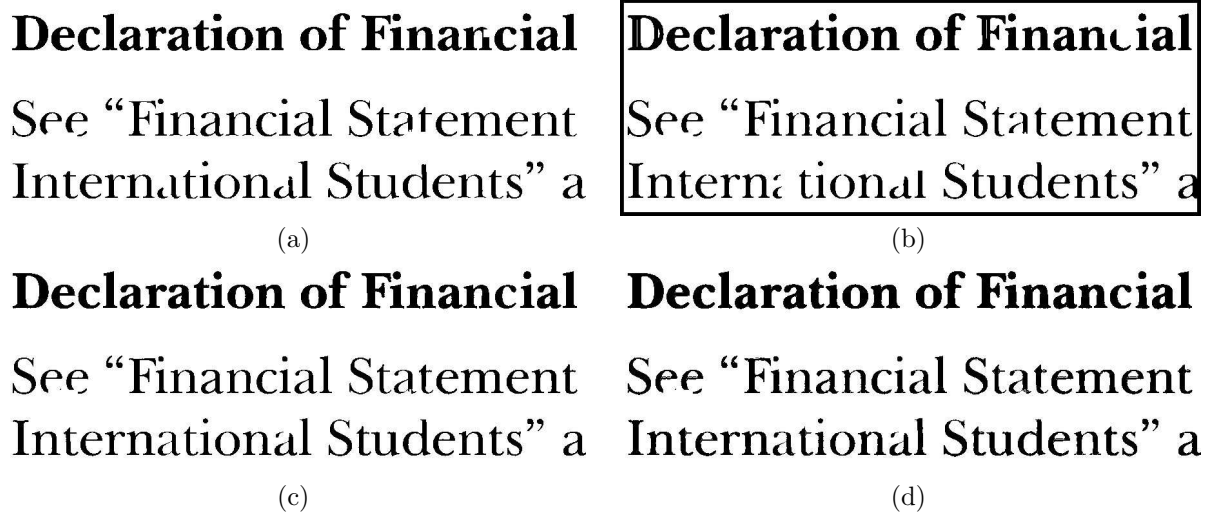 Declaration of Financial
See “Financial Statement
International Students” a
(a)
Declaration of Financial
See “Financial Statement
International Students” a
(b)
Declaration of Financial
See “Financial Statement
International Students” a
(c)
Declaration of Financial
See “Financial Statement
International Students” a
(d)